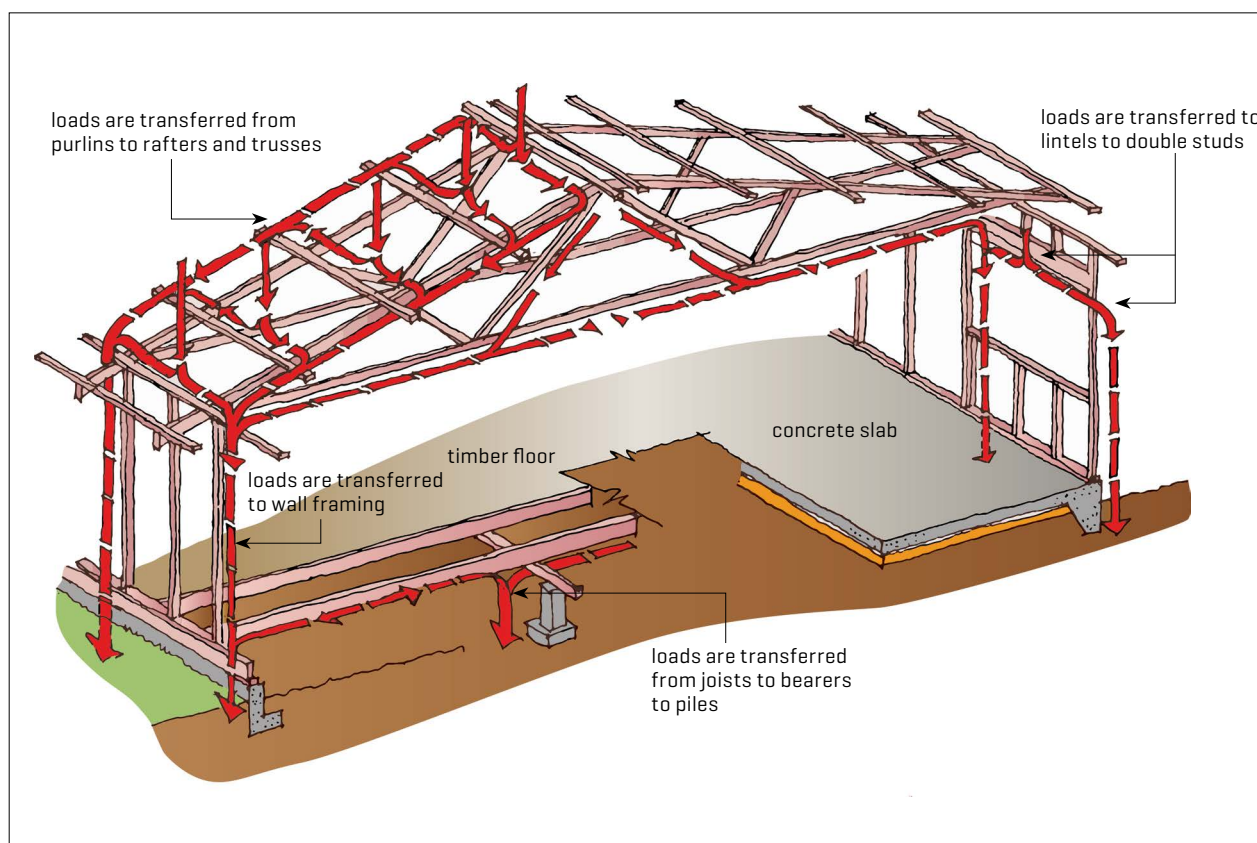 loads are transferred from
purlins to rafters and trusses
loads are transferred to
lintels to double studs
concrete slab
timber floor
loads are transferred
to wall framing
loads are transferred
from joists to bearers
to piles